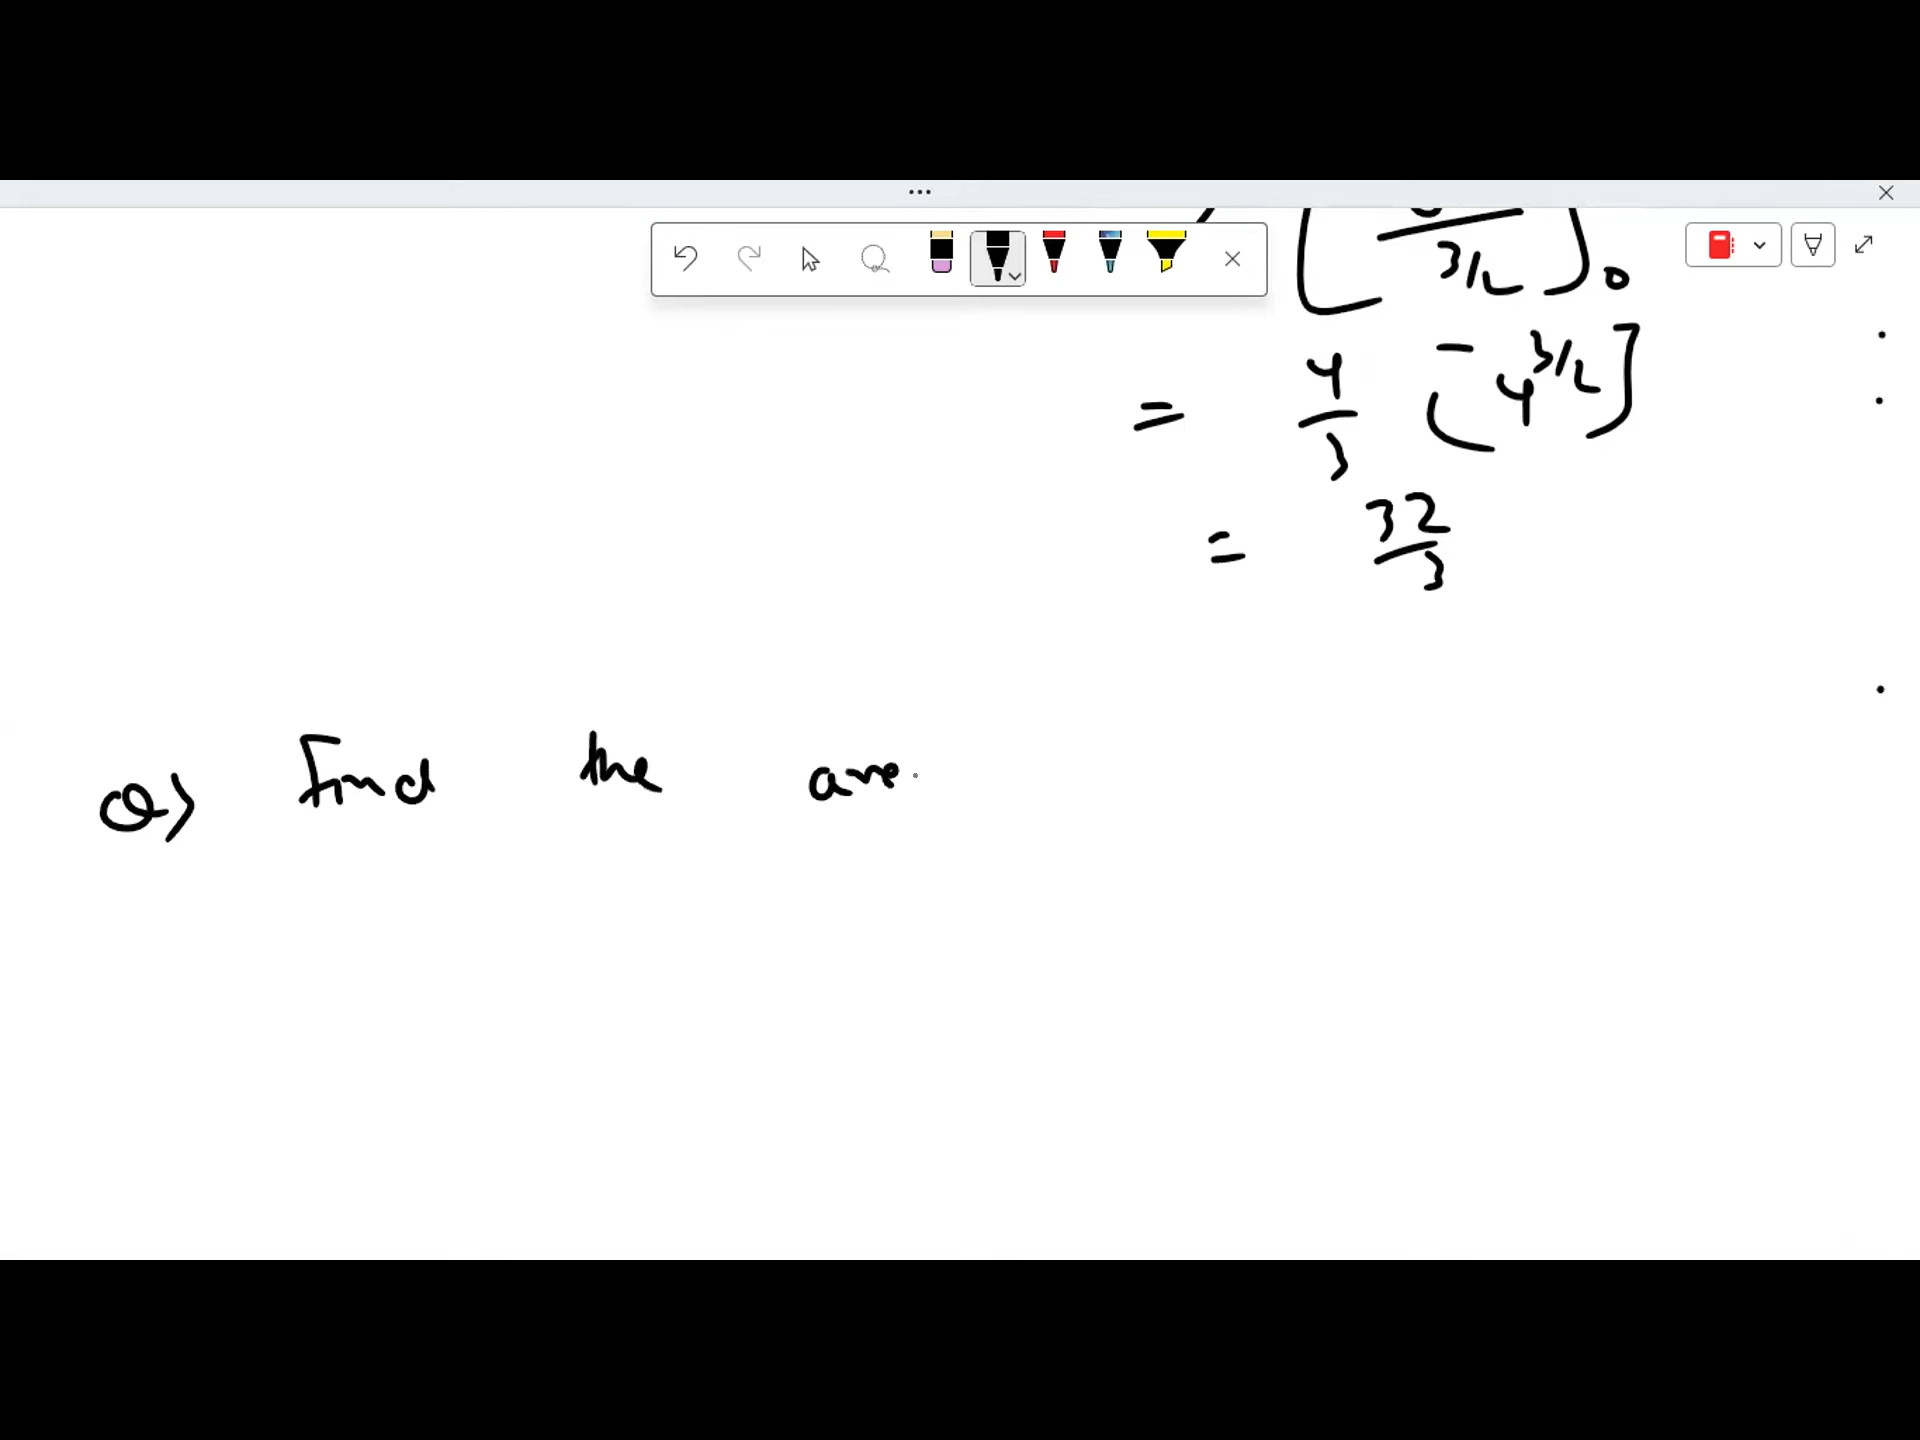 3/2 ] 0
= 4/3 [ 4^3/2 ]
= 32/3
Q) Find the are